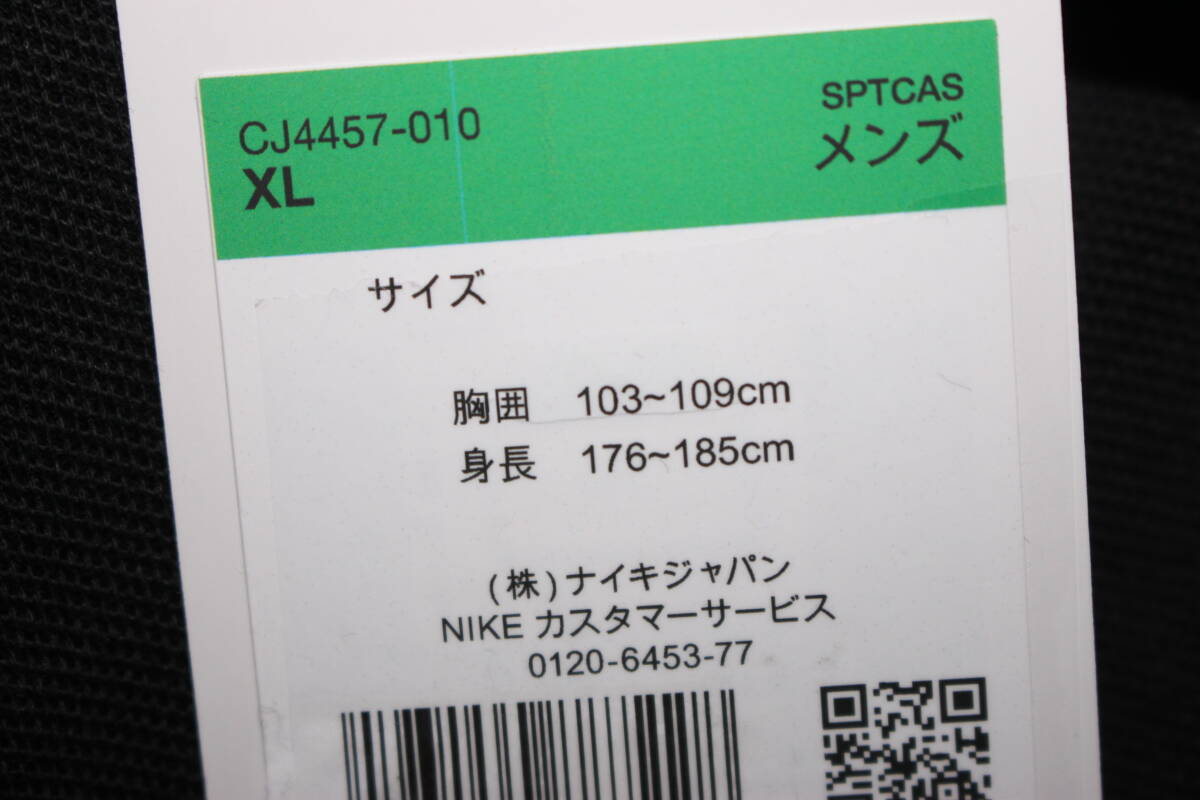 CJ4457-010
XL
SPTCAS
メンズ
サイズ
胸囲　103~109cm
身長　176~185cm
(株)ナイキジャパン
NIKE カスタマーサービス
0120-6453-77